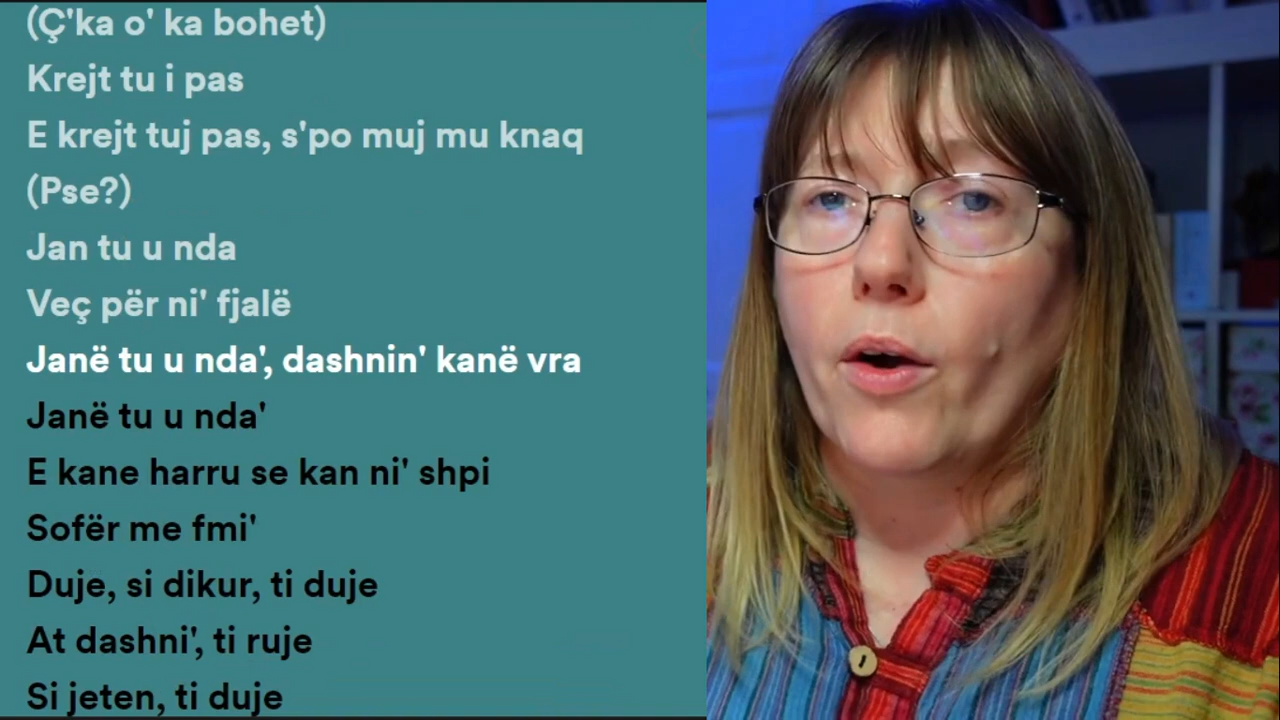 (Ç'ka o' ka bohet)
Krejt tu i pas
E krejt tuj pas, s'po muj mu knaq
(Pse?)
Jan tu u nda
Veç për ni' fjalë
Janë tu u nda', dashnin' kanë vra
Janë tu u nda'
E kane harru se kan ni' shpi
Sofër me fmi'
Duje, si dikur, ti duje
At dashni', ti ruje
Si jeten, ti duje